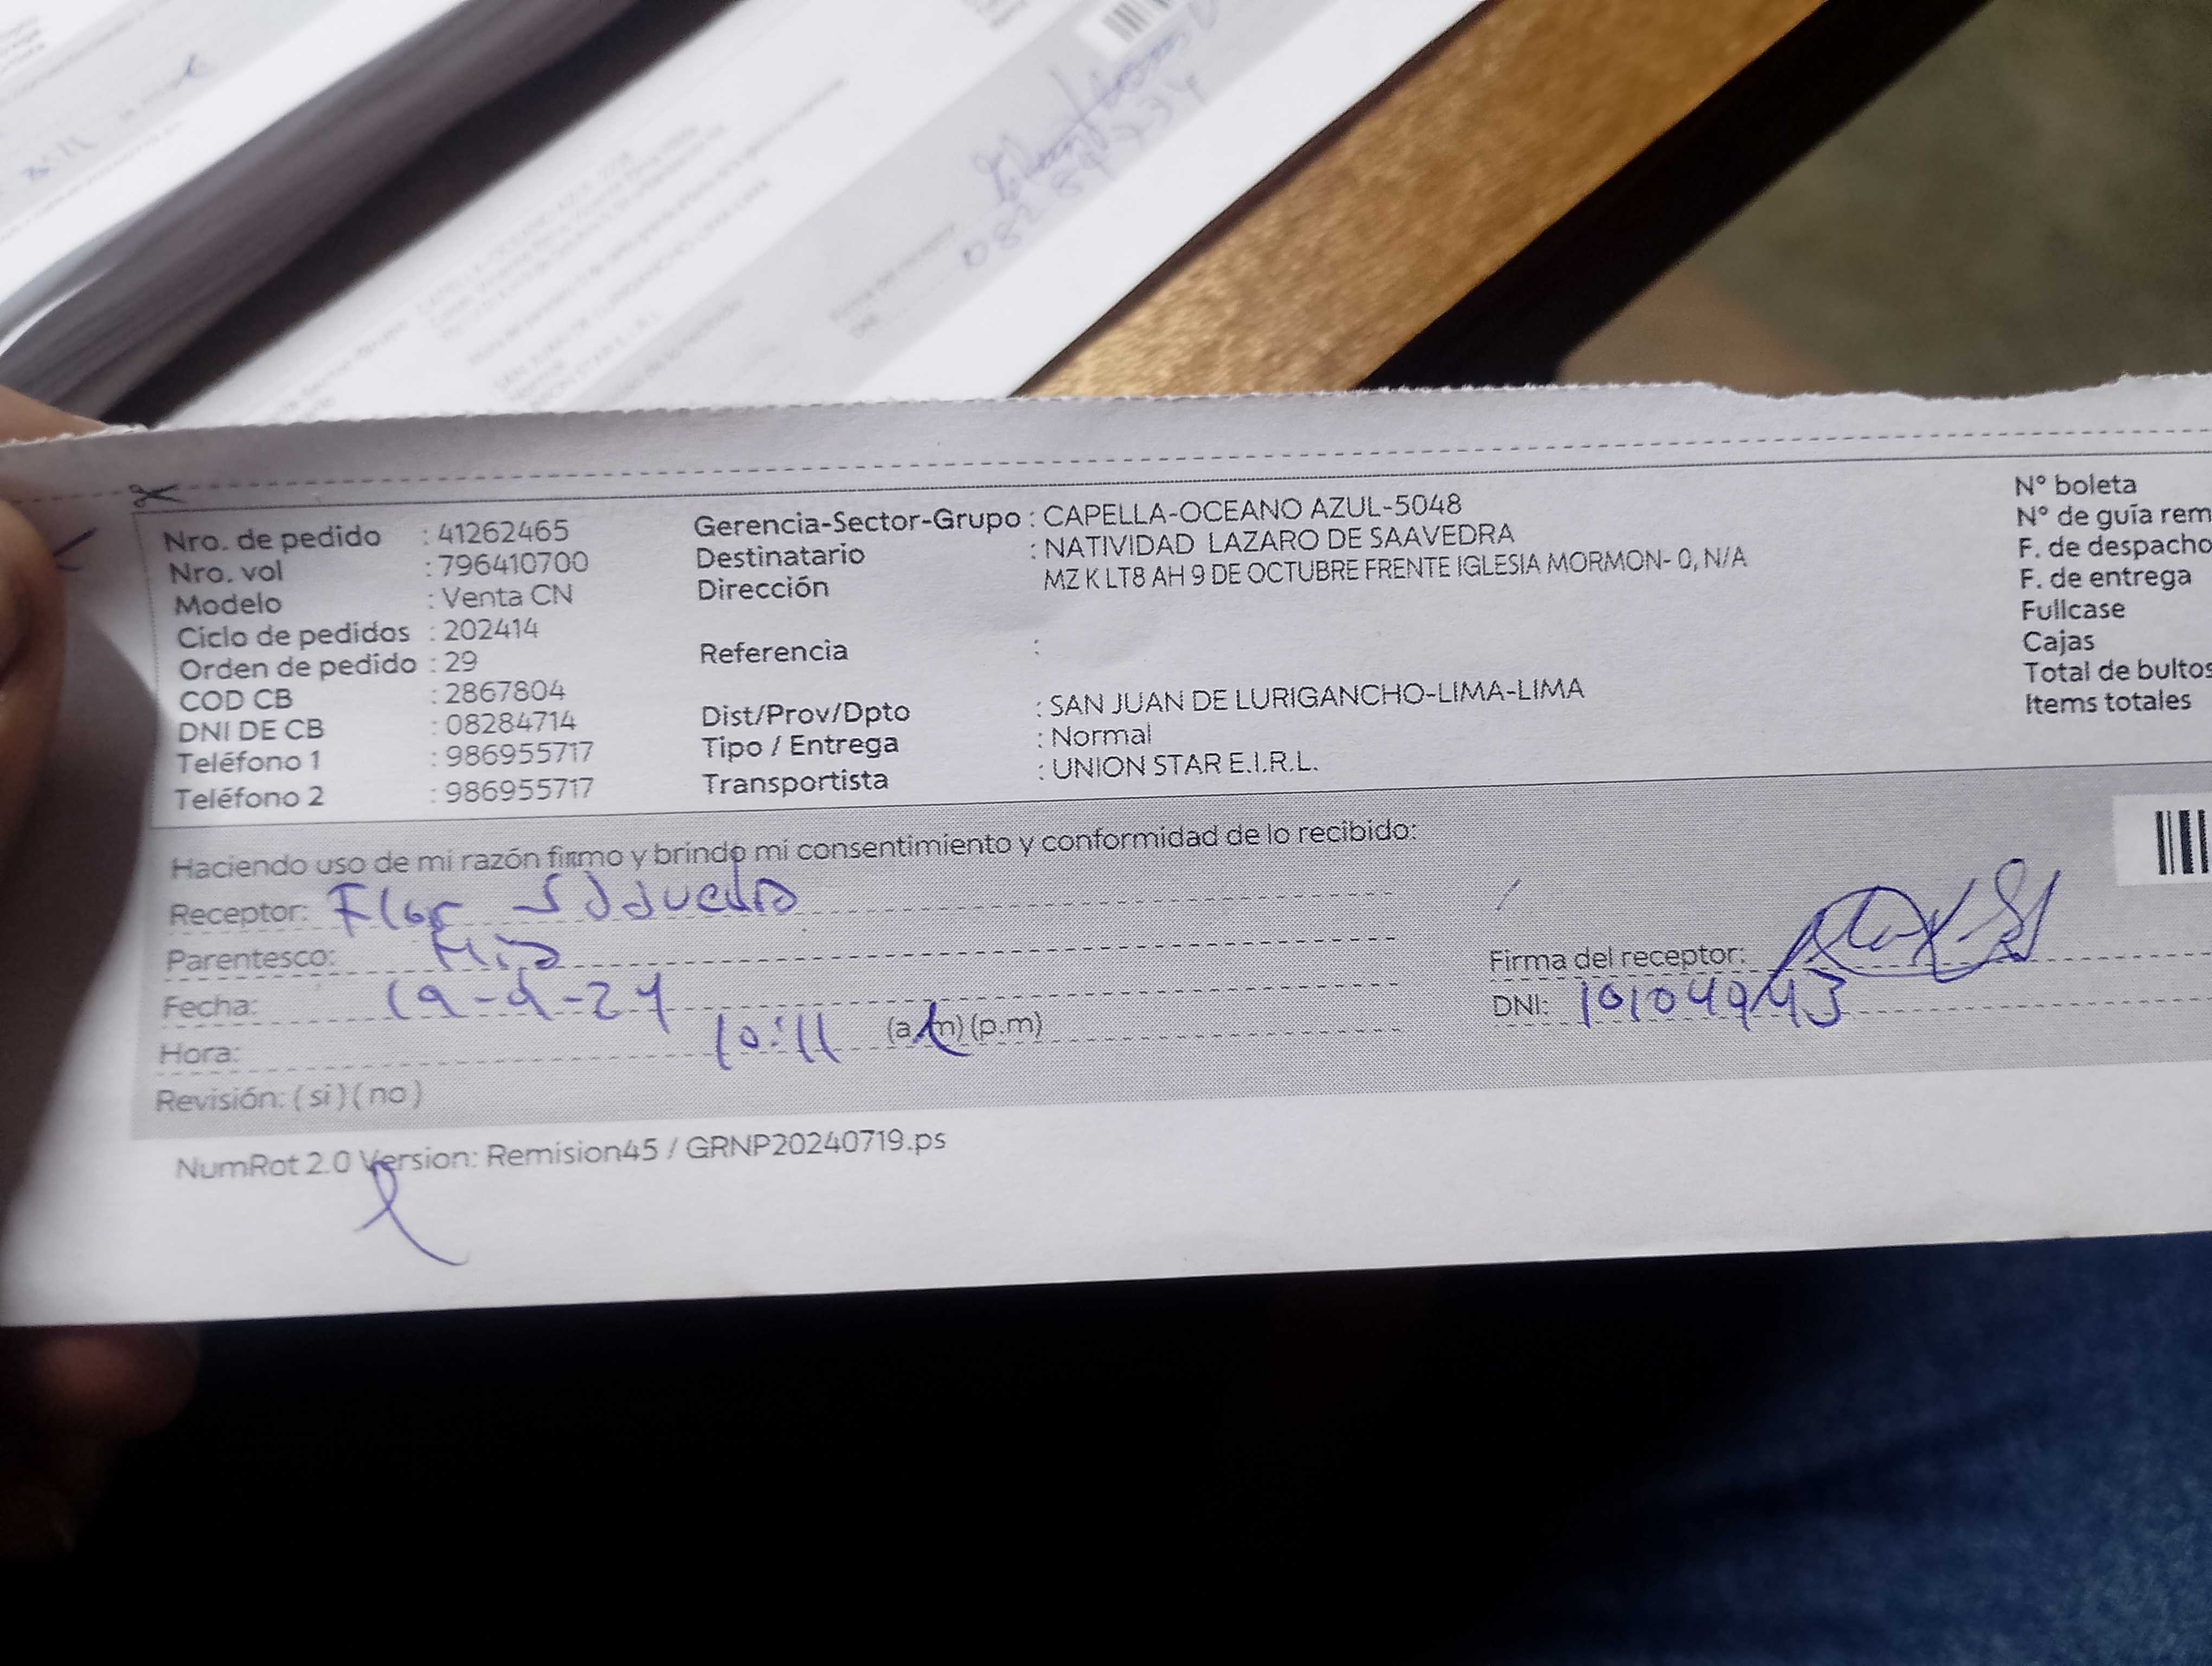 Nro. de pedido : 41262465
Nro. vol : 796410700
Modelo : Venta CN
Ciclo de pedidos : 202414
Orden de pedido : 29
COD CB : 2867804
DNI DE CB : 08284714
Teléfono 1 : 986955717
Teléfono 2 : 986955717
Gerencia-Sector-Grupo : CAPELLA-OCEANO AZUL-5048
Destinatario : NATIVIDAD LAZARO DE SAAVEDRA
Dirección MZ K LT8 AH 9 DE OCTUBRE FRENTE IGLESIA MORMON- 0, N/A
Referencia :
Dist/Prov/Dpto : SAN JUAN DE LURIGANCHO-LIMA-LIMA
Tipo / Entrega : Normal
Transportista : UNION STAR E.I.R.L.
N° boleta
N° de guía rem
F. de despacho
F. de entrega
Fullcase
Cajas
Total de bultos
Items totales
Haciendo uso de mi razón firmo y brindo mi consentimiento y conformidad de lo recibido:
Receptor: Flor Saavedra
Parentesco:
Fecha: 19-9-24
Hora: 10:11 (a.m) (p.m)
Revisión: ( si ) ( no )
Firma del receptor:
DNI: 10104943
NumRot 2.0 Version: Remision45 / GRNP20240719.ps